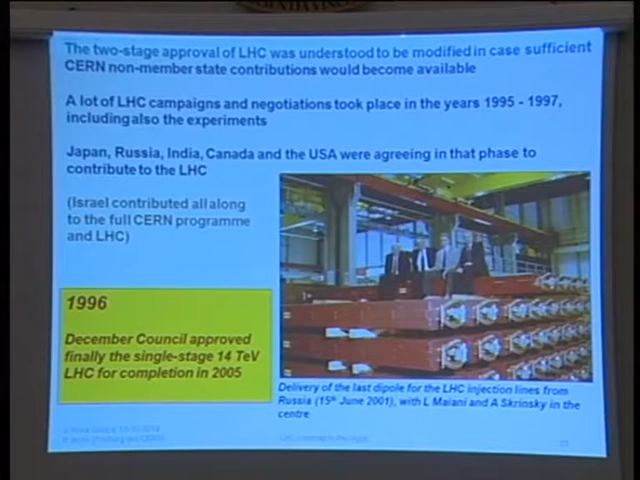 The two-stage approval of LHC was understood to be modified in case sufficient
CERN non-member state contributions would become available
A lot of LHC campaigns and negotiations took place in the years 1995 - 1997,
including also the experiments
Japan, Russia, India, Canada and the USA were agreeing in that phase to
contribute to the LHC
(Israel contributed all along
to the full CERN programme
and LHC)
1996
December Council approved
finally the single-stage 14 TeV
LHC for completion in 2005
Delivery of the last dipole for the LHC injection lines from
Russia (15th June 2001), with L Maiani and A Skrinsky in the
centre